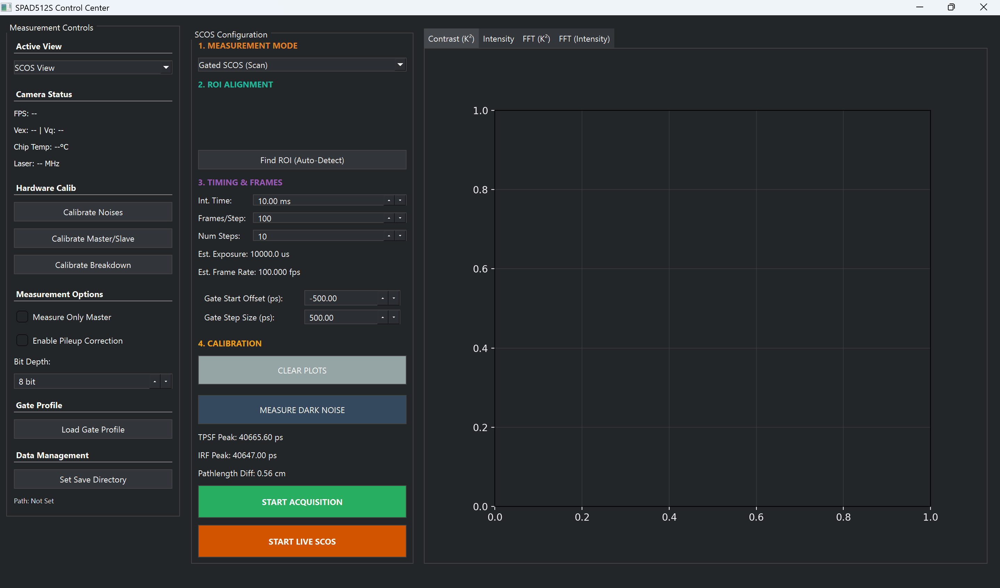 SPAD512S Control Center
Measurement Controls
Active View
SCOS View
Camera Status
FPS: --
Vex: -- | Vq: --
Chip Temp: --°C
Laser: -- MHz
Hardware Calib
Calibrate Noises
Calibrate Master/Slave
Calibrate Breakdown
Measurement Options
Measure Only Master
Enable Pileup Correction
Bit Depth:
8 bit
Gate Profile
Load Gate Profile
Data Management
Set Save Directory
Path: Not Set
SCOS Configuration
1. MEASUREMENT MODE
Gated SCOS (Scan)
2. ROI ALIGNMENT
Find ROI (Auto-Detect)
3. TIMING & FRAMES
Int. Time: 10.00 ms
Frames/Step: 100
Num Steps: 10
Est. Exposure: 10000.0 us
Est. Frame Rate: 100.000 fps
Gate Start Offset (ps): -500.00
Gate Step Size (ps): 500.00
4. CALIBRATION
CLEAR PLOTS
MEASURE DARK NOISE
TPSF Peak: 40665.60 ps
IRF Peak: 40647.00 ps
Pathlength Diff: 0.56 cm
START ACQUISITION
START LIVE SCOS
Contrast (K²) Intensity FFT (K²) FFT (Intensity)
1.0
0.8
0.6
0.4
0.2
0.0
0.0 0.2 0.4 0.6 0.8 1.0